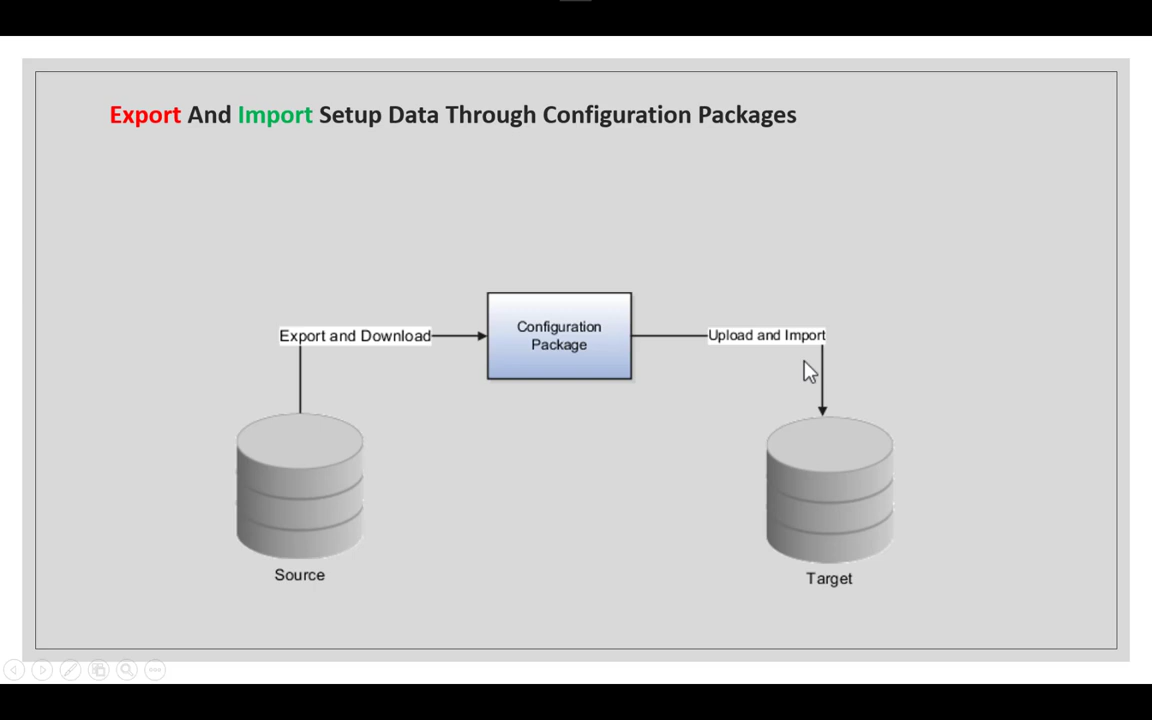 Export And Import Setup Data Through Configuration Packages
Export and Download
Configuration
Package
Upload and Import
Source
Target